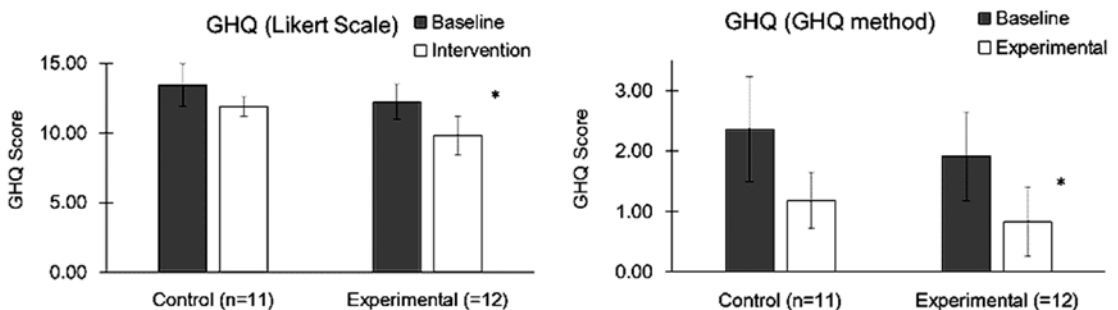 GHQ (Likert Scale)
Baseline
Intervention
15.00
10.00
5.00
0.00
GHQ Score
*
Control (n=11)
Experimental (=12)
GHQ (GHQ method)
Baseline
Experimental
3.00
2.00
1.00
0.00
GHQ Score
*
Control (n=11)
Experimental (=12)